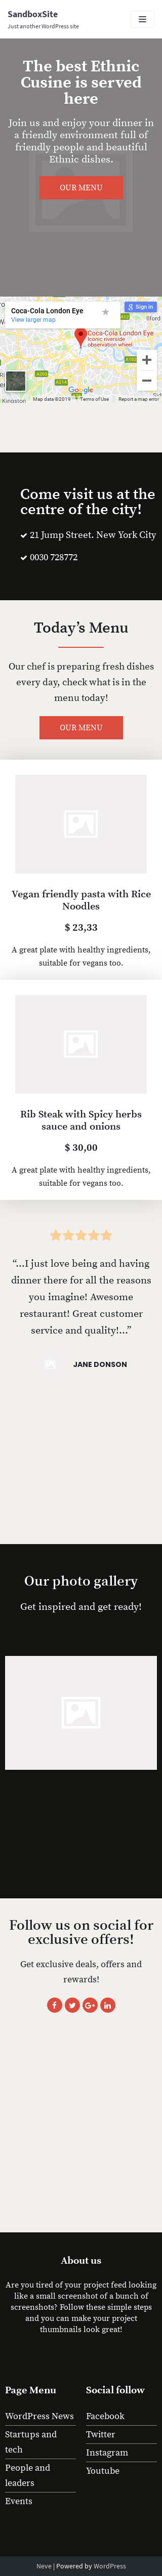 SandboxSite
Just another WordPress site
The best Ethnic
Cusine is served
here
Join us and enjoy your dinner in
a friendly environment full of
friendly people and beautiful
Ethnic dishes.
OUR MENU
Coca-Cola London Eye
View larger map
Sign in
Coca-Cola London Eye
Iconic riverside
observation wheel
Google
Kingston
Map data ©2019
Terms of Use
Report a map error
Come visit us at the
centre of the city!
21 Jump Street. New York City
0030 728772
Today's Menu
Our chef is preparing fresh dishes
every day, check what is in the
menu today!
OUR MENU
Vegan friendly pasta with Rice
Noodles
$ 23,33
A great plate with healthy ingredients,
suitable for vegans too.
Rib Steak with Spicy herbs
sauce and onions
$ 30,00
A great plate with healthy ingredients,
suitable for vegans too.
“...I just love being and having
dinner there for all the reasons
you imagine! Awesome
restaurant! Great customer
service and quality!...”
JANE DONSON
Our photo gallery
Get inspired and get ready!
Follow us on social for
exclusive offers!
Get exclusive deals, offers and
rewards!
About us
Are you tired of your project feed looking
like a small screenshot of a bunch of
screenshots? Follow these simple steps
and you can make your project
thumbnails look great!
Page Menu
WordPress News
Startups and
tech
People and
leaders
Events
Social follow
Facebook
Twitter
Instagram
Youtube
Neve | Powered by WordPress